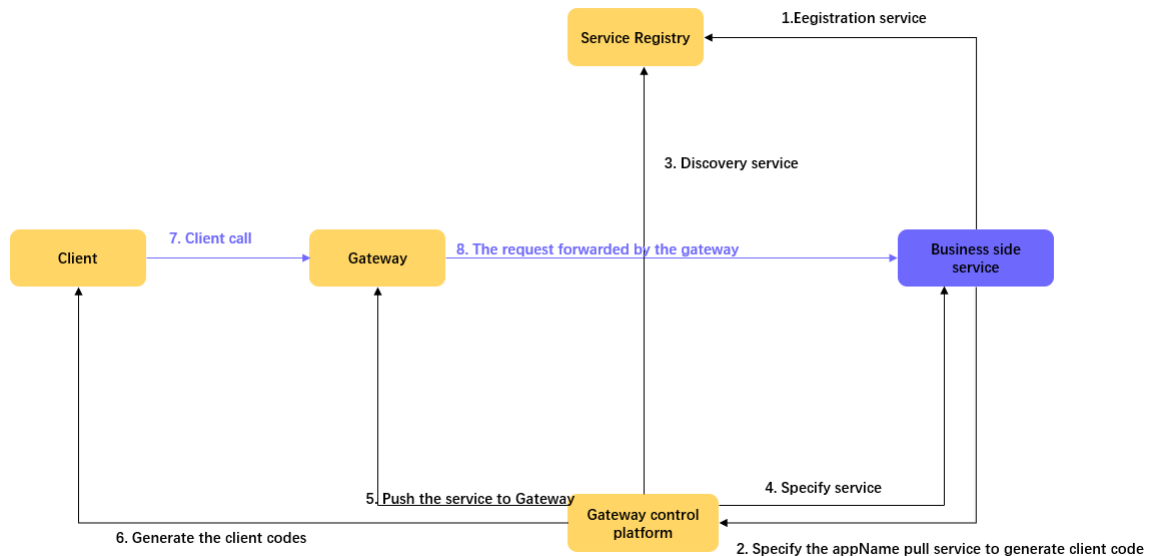 1.Eegistration service
Service Registry
3. Discovery service
7. Client call
8. The request forwarded by the gateway
Client
Gateway
Business side
service
4. Specify service
5. Push the service to Gateway
Gateway control
platform
6. Generate the client codes
2. Specify the appName pull service to generate client code